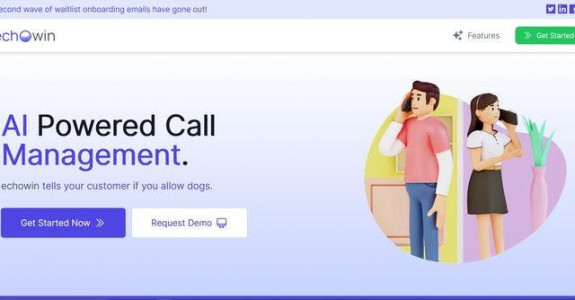 econd wave of waitlist onboarding emails have gone out!
echowin
Features
Get Started
AI Powered Call
Management.
echowin tells your customer if you allow dogs.
Get Started Now
Request Demo